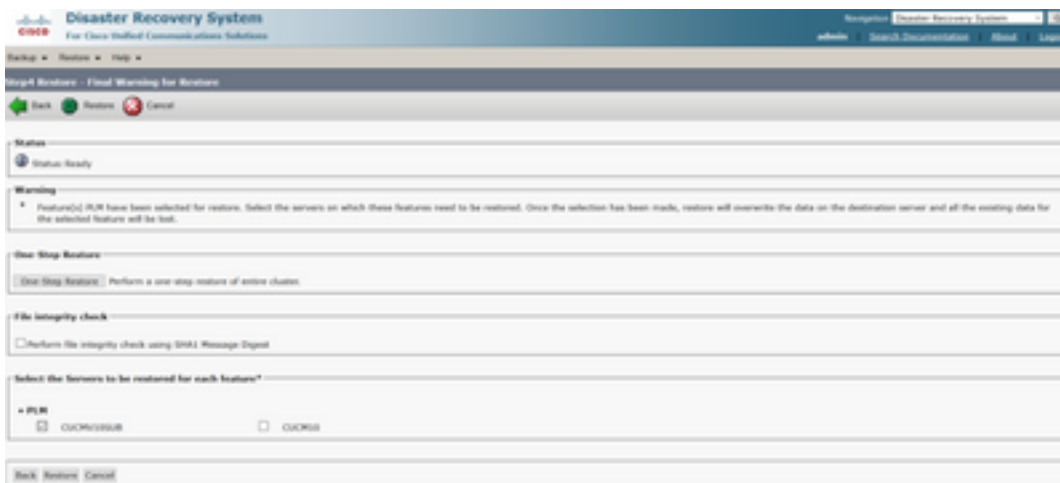 CISCO
Disaster Recovery System
For Cisco Unified Communications Solutions
Navigation Disaster Recovery System
admin Search Documentation About
Backup Restore Help
Step4 Restore - Final Warning for Restore
Back Restore Cancel
Status
Status: Ready
Warning
Feature(s) PLM have been selected for restore. Select the servers on which these features need to be restored. Once the selection has been made, restore will overwrite the data on the destination server and all the existing data for
the selected feature will be lost.
One Step Restore
One Step Restore Perform a one step restore of entire cluster.
File integrity check
Perform file integrity check using SHA1 Message Digest
Select the Servers to be restored for each feature*
PLM
CUCMV10SUB CUCM10
Back Restore Cancel